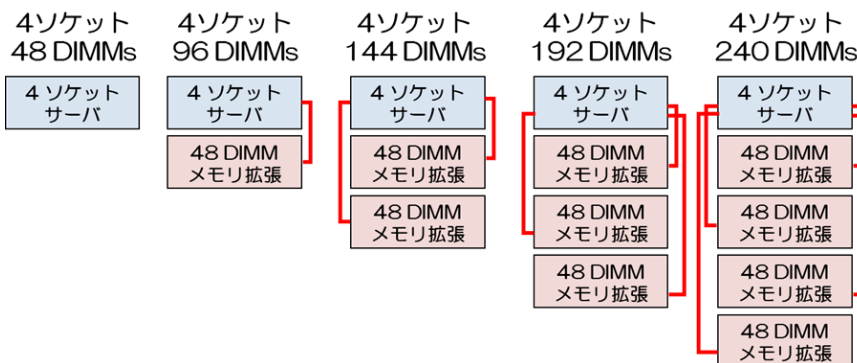 4ソケット
48 DIMMs
4 ソケット
サーバ
4ソケット
96 DIMMs
4 ソケット
サーバ
48 DIMM
メモリ拡張
4ソケット
144 DIMMs
4 ソケット
サーバ
48 DIMM
メモリ拡張
48 DIMM
メモリ拡張
4ソケット
192 DIMMs
4 ソケット
サーバ
48 DIMM
メモリ拡張
48 DIMM
メモリ拡張
48 DIMM
メモリ拡張
4ソケット
240 DIMMs
4 ソケット
サーバ
48 DIMM
メモリ拡張
48 DIMM
メモリ拡張
48 DIMM
メモリ拡張
48 DIMM
メモリ拡張